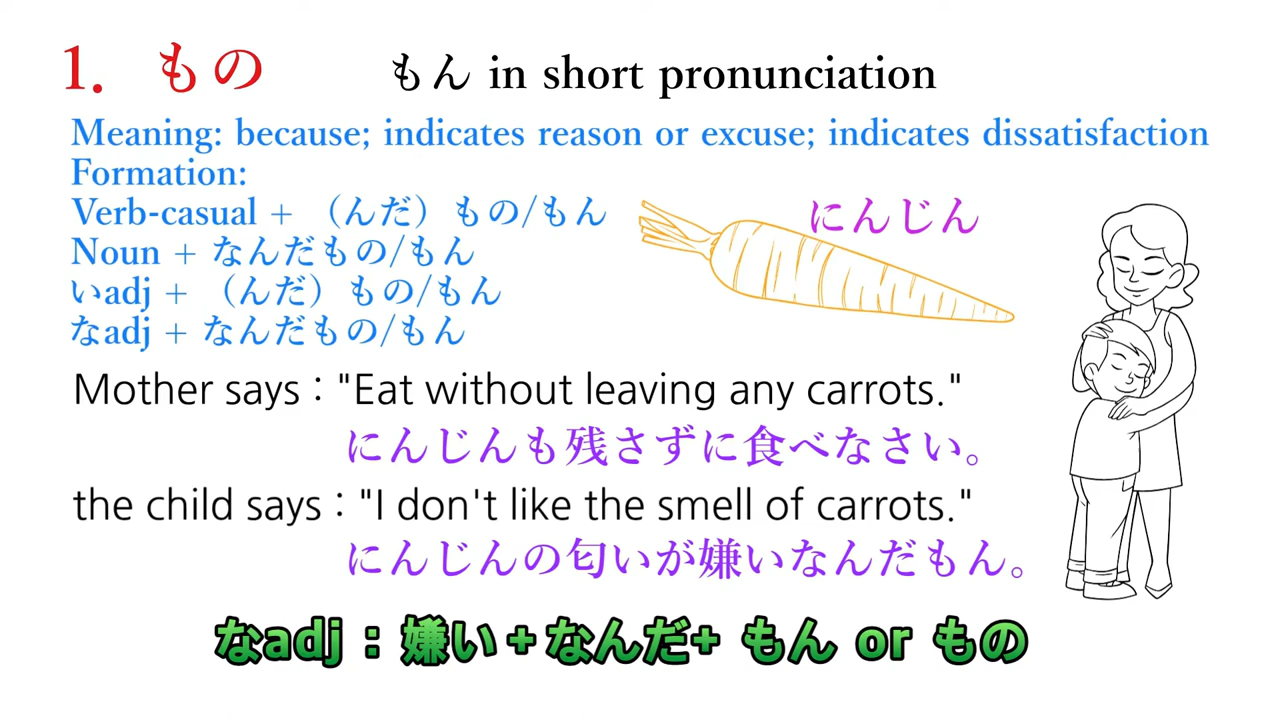 1. もの もん in short pronunciation
Meaning: because; indicates reason or excuse; indicates dissatisfaction
Formation:
Verb-casual + （んだ）もの/もん
Noun + なんだもの/もん
いadj + （んだ）もの/もん
なadj + なんだもの/もん
にんじん
Mother says : "Eat without leaving any carrots."
にんじんも残さずに食べなさい。
the child says : "I don't like the smell of carrots."
にんじんの匂いが嫌いなんだもん。
なadj : 嫌い+なんだ+ もん or もの